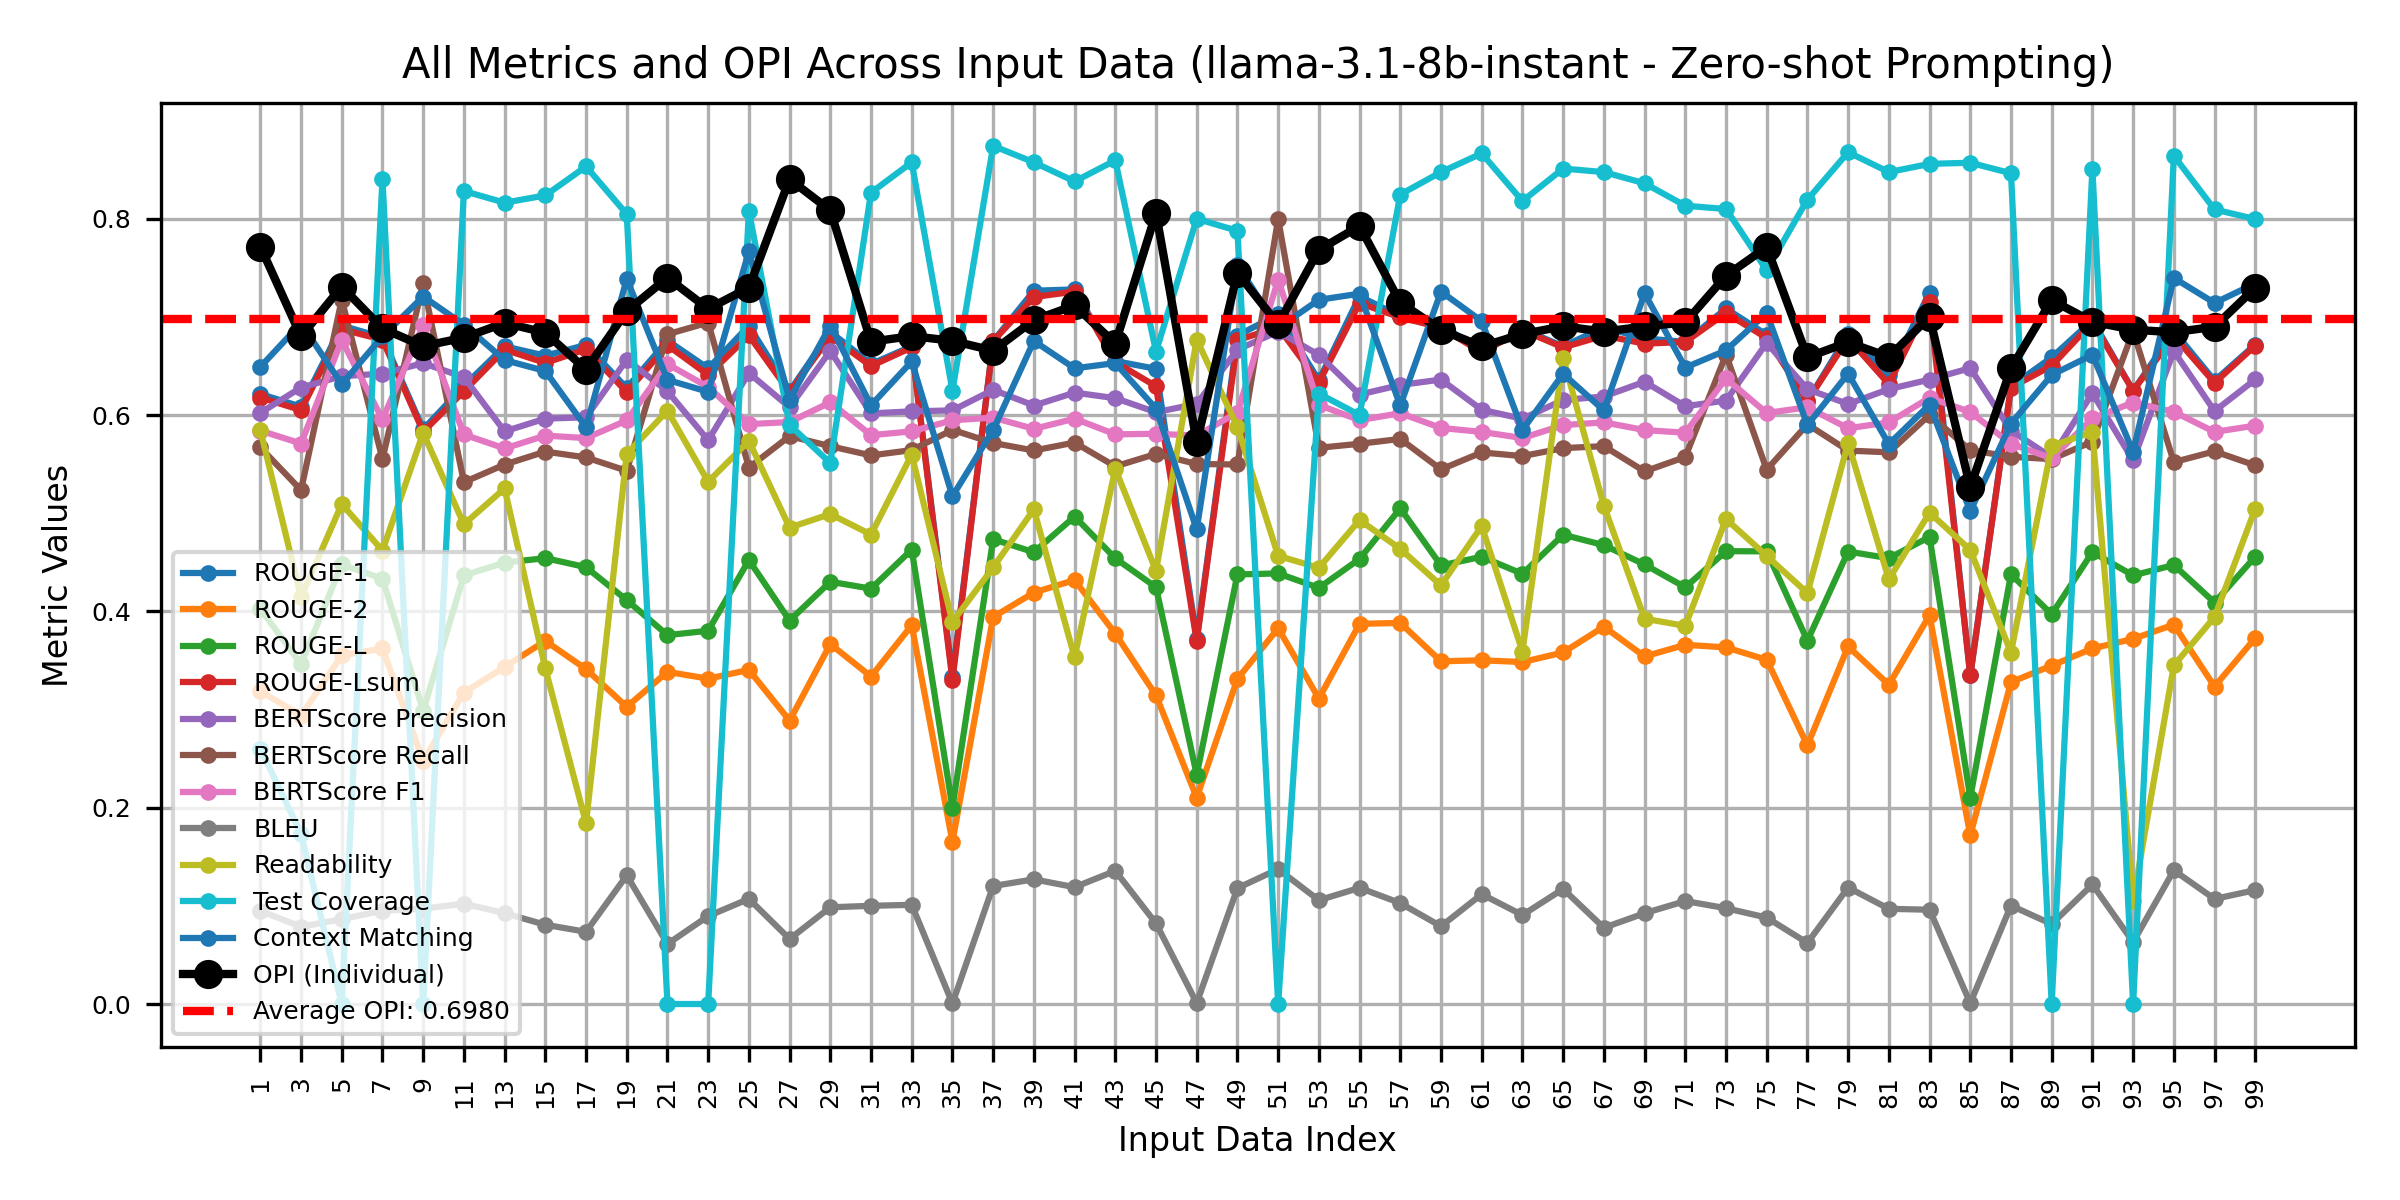 All Metrics and OPI Across Input Data (llama-3.1-8b-instant - Zero-shot Prompting)
Metric Values
0.8
0.6
0.4
0.2
0.0
ROUGE-1
ROUGE-2
ROUGE-L
ROUGE-Lsum
BERTScore Precision
BERTScore Recall
BERTScore F1
BLEU
Readability
Test Coverage
Context Matching
OPI (Individual)
Average OPI: 0.6980
1 3 5 7 9 11 13 15 17 19 21 23 25 27 29 31 33 35 37 39 41 43 45 47 49 51 53 55 57 59 61 63 65 67 69 71 73 75 77 79 81 83 85 87 89 91 93 95 97 99
Input Data Index